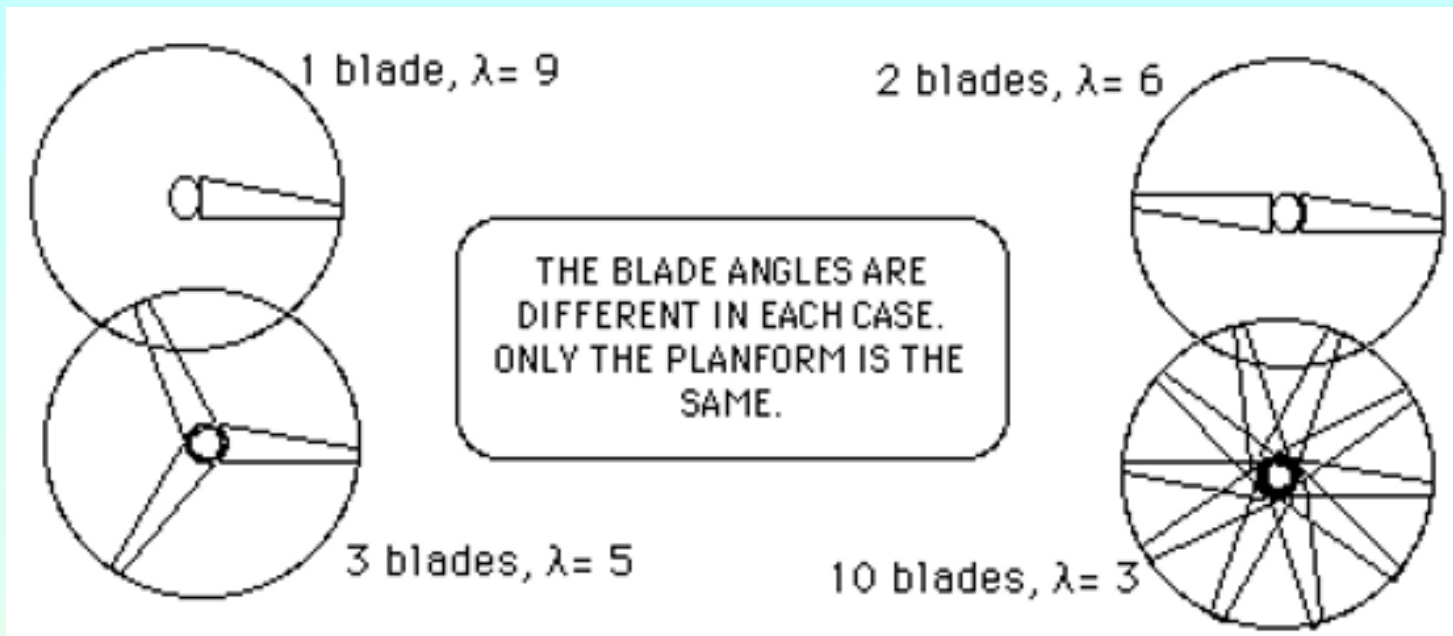 1 blade, λ= 9
2 blades, λ= 6
THE BLADE ANGLES ARE
DIFFERENT IN EACH CASE.
ONLY THE PLANFORM IS THE
SAME.
3 blades, λ= 5
10 blades, λ= 3